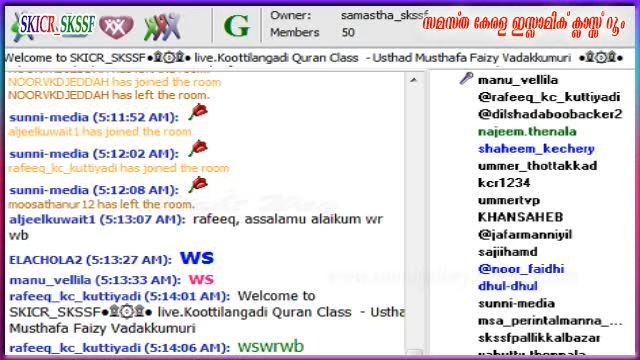 SKICR_SKSSF
G
Owner: samastha_skssf
Members 50
സമസ്ത കേരള ഇസ്ലാമിക് ക്ലാസ്സ് റൂം
Welcome to SKICR_SKSSF●۩۞۩● live.Koottilangadi Quran Class - Usthad Musthafa Faizy Vadakkumuri ●۩۞۩●
NOORVKDJEDDAH has joined the room
NOORVKDJEDDAH has left the room.
sunni-media (5:11:52 AM):
aljeelkuwait1 has joined the room
sunni-media (5:12:02 AM):
rafeeq_kc_kuttiyadi has joined the room
sunni-media (5:12:08 AM):
moosathanur12 has left the room.
aljeelkuwait1 (5:13:07 AM): rafeeq, assalamu alaikum wr
wb
ELACHOLA2 (5:13:27 AM): ws
manu_vellila (5:13:33 AM): ws
rafeeq_kc_kuttiyadi (5:14:01 AM): Welcome to
SKICR_SKSSF●۩۞۩● live.Koottilangadi Quran Class - Ustha
Musthafa Faizy Vadakkumuri
rafeeq_kc_kuttiyadi (5:14:06 AM): wswrwb
manu_vellila
@rafeeq_kc_kuttiyadi
@dilshadaboobacker2
najeem.thenala
shaheem_kechery
ummer_thottakkad
kcr1234
ummertvp
KHANSAHEB
@jafarmanniyil
sajiihamd
@noor_faidhi
dhul-dhul
sunni-media
msa_perintalmanna_...
skssfpallikkalbazar